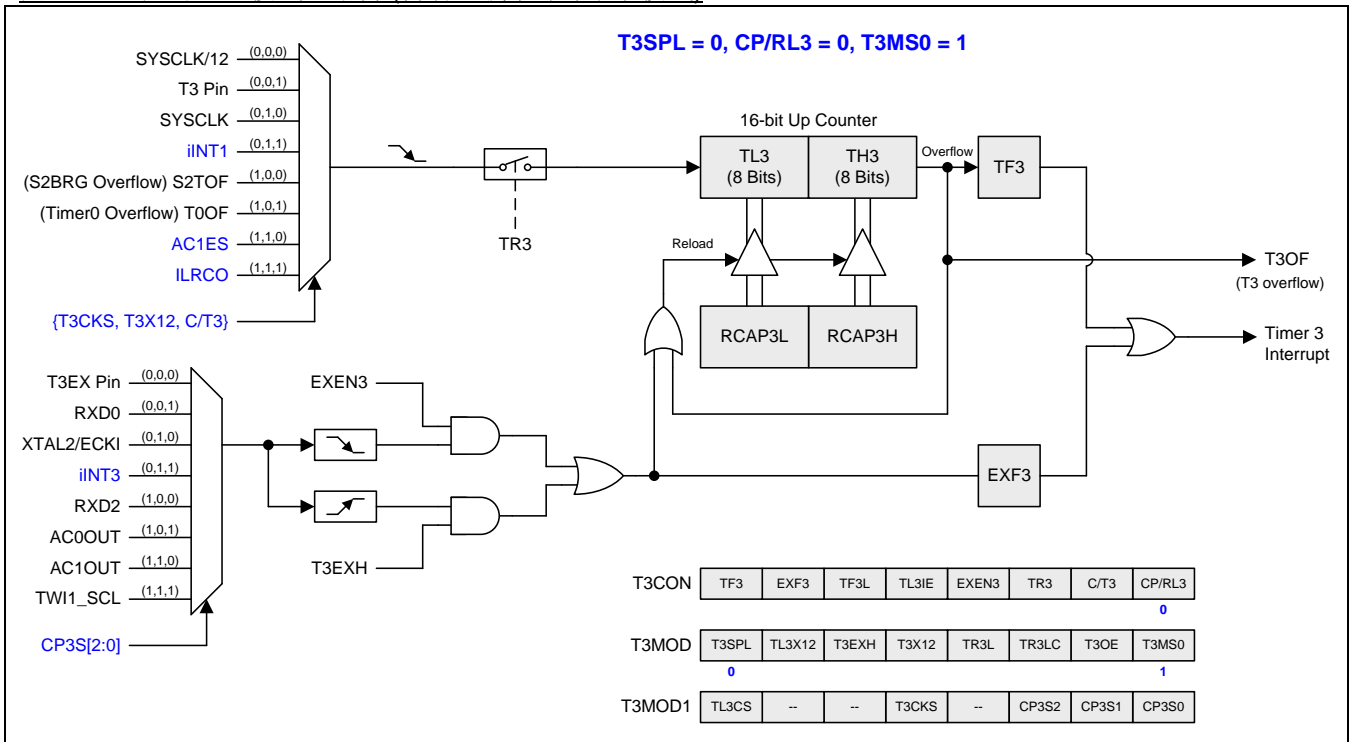 T3SPL = 0, CP/RL3 = 0, T3MS0 = 1
SYSCLK/12 (0,0,0)
T3 Pin (0,0,1)
SYSCLK (0,1,0)
iINT1 (0,1,1)
(S2BRG Overflow) S2TOF (1,0,0)
(Timer0 Overflow) T0OF (1,0,1)
AC1ES (1,1,0)
ILRCO (1,1,1)
{T3CKS, T3X12, C/T3}
TR3
16-bit Up Counter
TL3
(8 Bits)
TH3
(8 Bits)
Overflow
TF3
Reload
RCAP3L
RCAP3H
T3OF
(T3 overflow)
Timer 3
Interrupt
T3EX Pin (0,0,0)
RXD0 (0,0,1)
XTAL2/ECKI (0,1,0)
iINT3 (0,1,1)
RXD2 (1,0,0)
AC0OUT (1,0,1)
AC1OUT (1,1,0)
TWI1_SCL (1,1,1)
CP3S[2:0]
EXEN3
T3EXH
EXF3
T3CON TF3 EXF3 TF3L TL3IE EXEN3 TR3 C/T3 CP/RL3
0
T3MOD T3SPL TL3X12 T3EXH T3X12 TR3L TR3LC T3OE T3MS0
0 1
T3MOD1 TL3CS -- -- T3CKS -- CP3S2 CP3S1 CP3S0